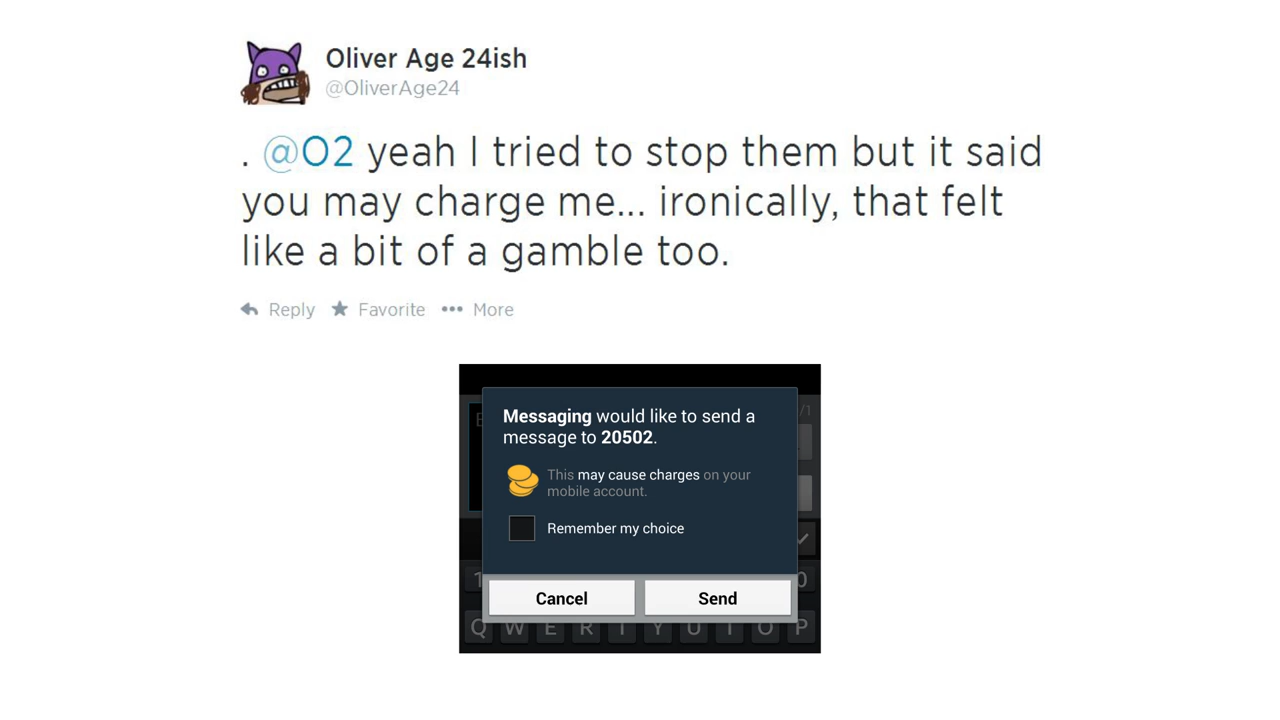 Oliver Age 24ish
@OliverAge24
. @O2 yeah I tried to stop them but it said
you may charge me... ironically, that felt
like a bit of a gamble too.
Reply Favorite More
Messaging would like to send a
message to 20502.
This may cause charges on your
mobile account.
Remember my choice
Cancel Send
Q W E R T Y U I O P